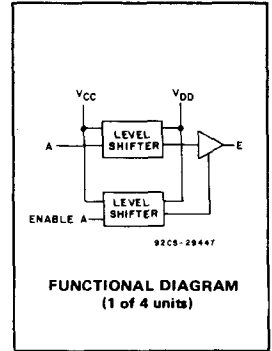 VCC VDD
LEVEL
SHIFTER
A E
LEVEL
SHIFTER
ENABLE A
92CS-29447
FUNCTIONAL DIAGRAM
(1 of 4 units)